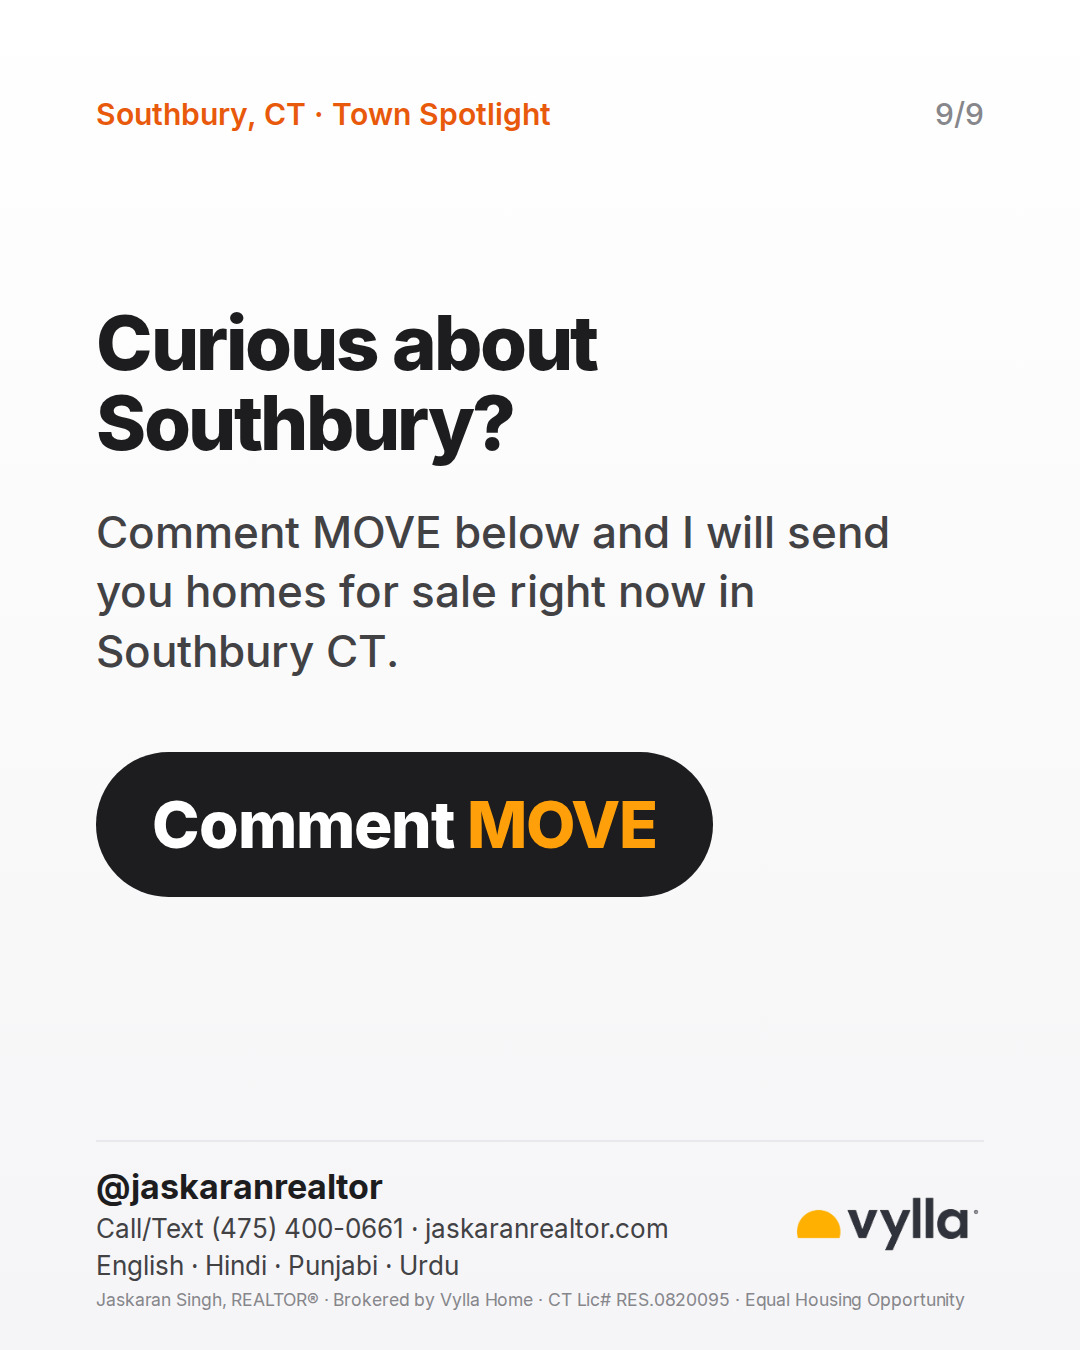 Southbury, CT · Town Spotlight
9/9
Curious about
Southbury?
Comment MOVE below and I will send
you homes for sale right now in
Southbury CT.
Comment MOVE
@jaskaranrealtor
Call/Text (475) 400-0661 · jaskaranrealtor.com
English · Hindi · Punjabi · Urdu
vylla
Jaskaran Singh, REALTOR® · Brokered by Vylla Home · CT Lic# RES.0820095 · Equal Housing Opportunity